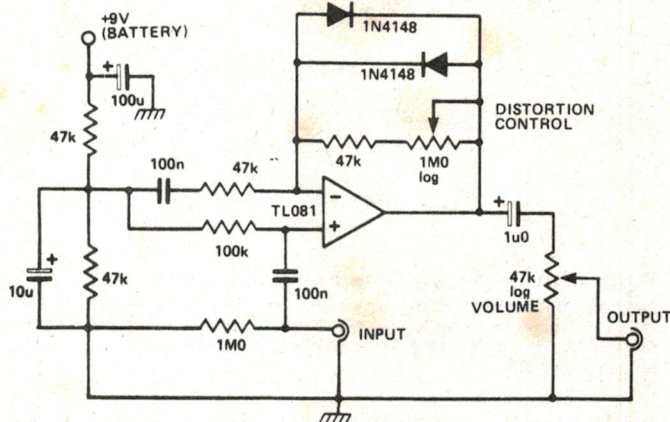 +9V
(BATTERY)
+
100u
47k
1N4148
1N4148
DISTORTION
CONTROL
47k
1M0
log
100n
47k
TL081
−
+
100k
+
1u0
+
10u
47k
100n
47k
log
VOLUME
1M0
INPUT
OUTPUT